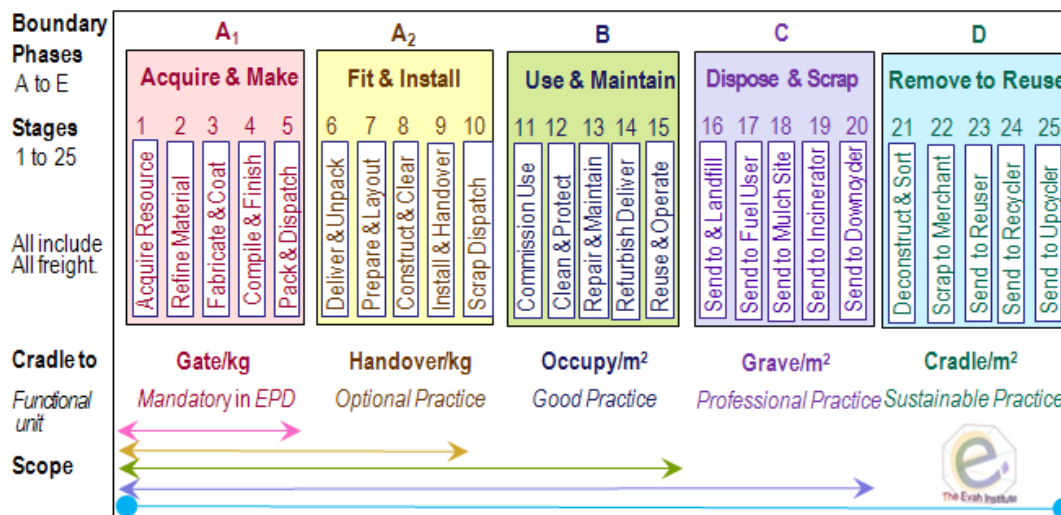 Boundary Phases
A to E
A1
A2
B
C
D
Acquire & Make
Fit & Install
Use & Maintain
Dispose & Scrap
Remove to Reuse
Stages
1 to 25
1 2 3 4 5
6 7 8 9 10
11 12 13 14 15
16 17 18 19 20
21 22 23 24 25
All include
All freight.
Acquire Resource
Refine Material
Fabricate & Coat
Compile & Finish
Pack & Dispatch
Deliver & Unpack
Prepare & Layout
Construct & Clear
Install & Handover
Scrap Dispatch
Commission Use
Clean & Protect
Repair & Maintain
Refurbish Deliver
Reuse & Operate
Send to & Landfill
Send to Fuel User
Send to Mulch Site
Send to Incinerator
Send to Downcycler
Deconstruct & Sort
Scrap to Merchant
Send to Reuser
Send to Recycler
Send to Upcycler
Cradle to
Gate/kg
Handover/kg
Occupy/m²
Grave/m²
Cradle/m²
Functional
unit
Mandatory in EPD
Optional Practice
Good Practice
Professional Practice
Sustainable Practice
Scope
e
The Evah Institute